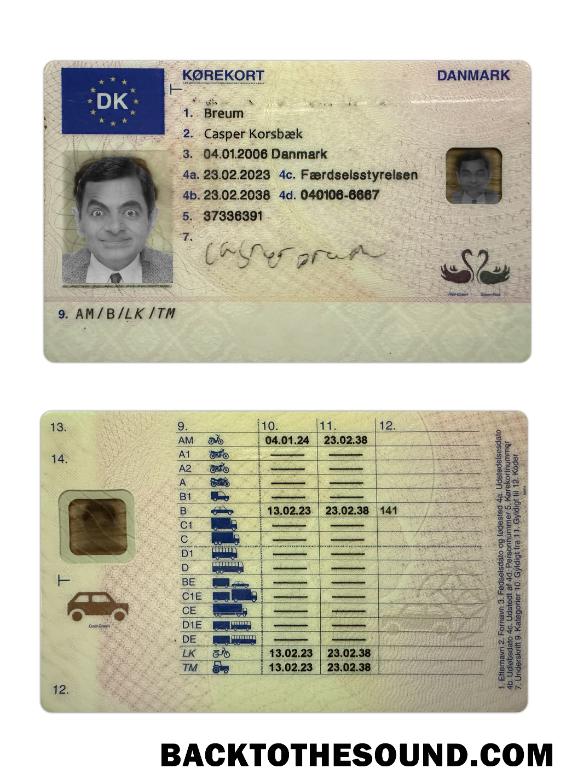 DK
KØREKORT
DANMARK
1. Breum
2. Casper Korsbæk
3. 04.01.2006 Danmark
4a. 23.02.2023 4c. Færdselsstyrelsen
4b. 23.02.2038 4d. 040106-6667
5. 37336391
7. Casper Breum
9. AM/B/LK/TM
13.
14.
12.
9. 10. 11. 12.
AM 04.01.24 23.02.38
A1
A2
A
B1
B 13.02.23 23.02.38 141
C1
C
D1
D
BE
C1E
CE
D1E
DE
LK 13.02.23 23.02.38
TM 13.02.23 23.02.38
1. Efternavn 2. Fornavn 3. Fødselsdato og fødested 4a. Udstedelsesdato
4b. Udløbsdato 4c. Udstedt af 4d. Personnummer 5. Kørekortnummer
7. Underskrift 9. Kategorier 10. Gyldigt fra 11. Gyldigt til 12. Koder
BACKTOTHESOUND.COM